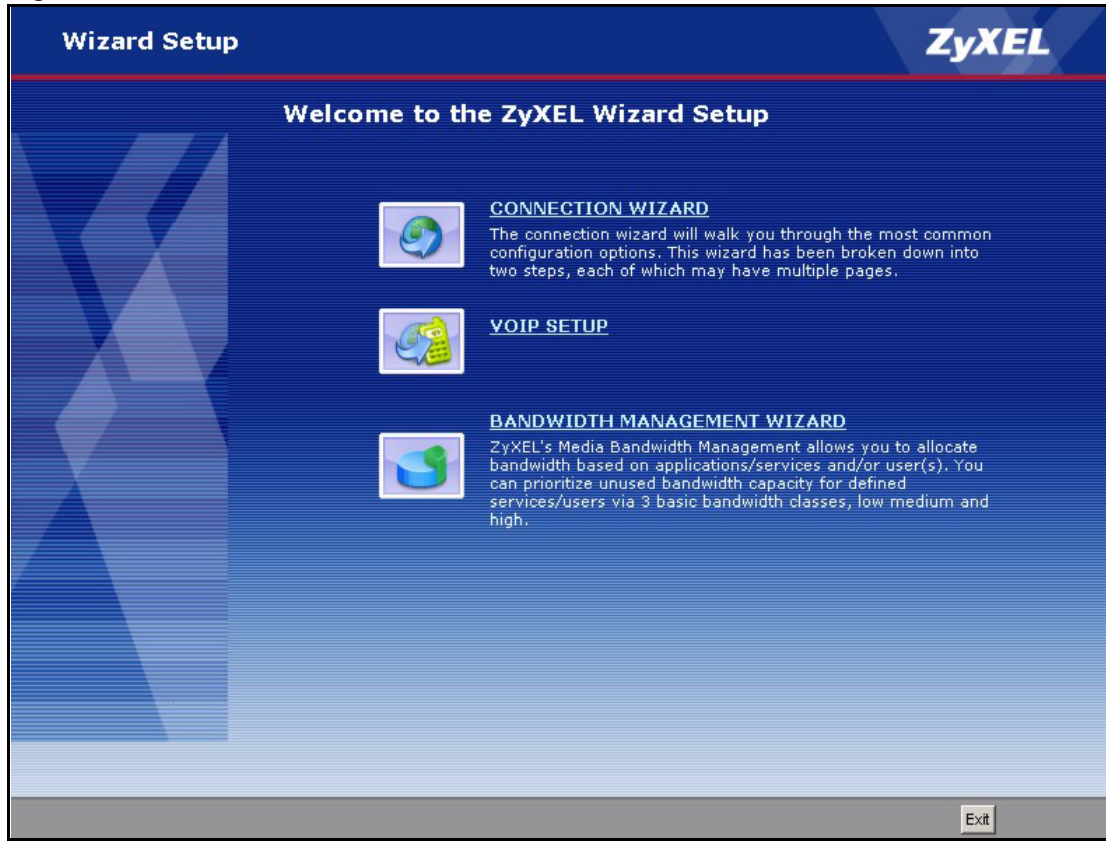 Wizard Setup
ZyXEL
Welcome to the ZyXEL Wizard Setup
CONNECTION WIZARD
The connection wizard will walk you through the most common
configuration options. This wizard has been broken down into
two steps, each of which may have multiple pages.
VOIP SETUP
BANDWIDTH MANAGEMENT WIZARD
ZyXEL's Media Bandwidth Management allows you to allocate
bandwidth based on applications/services and/or user(s). You
can prioritize unused bandwidth capacity for defined
services/users via 3 basic bandwidth classes, low medium and
high.
Exit